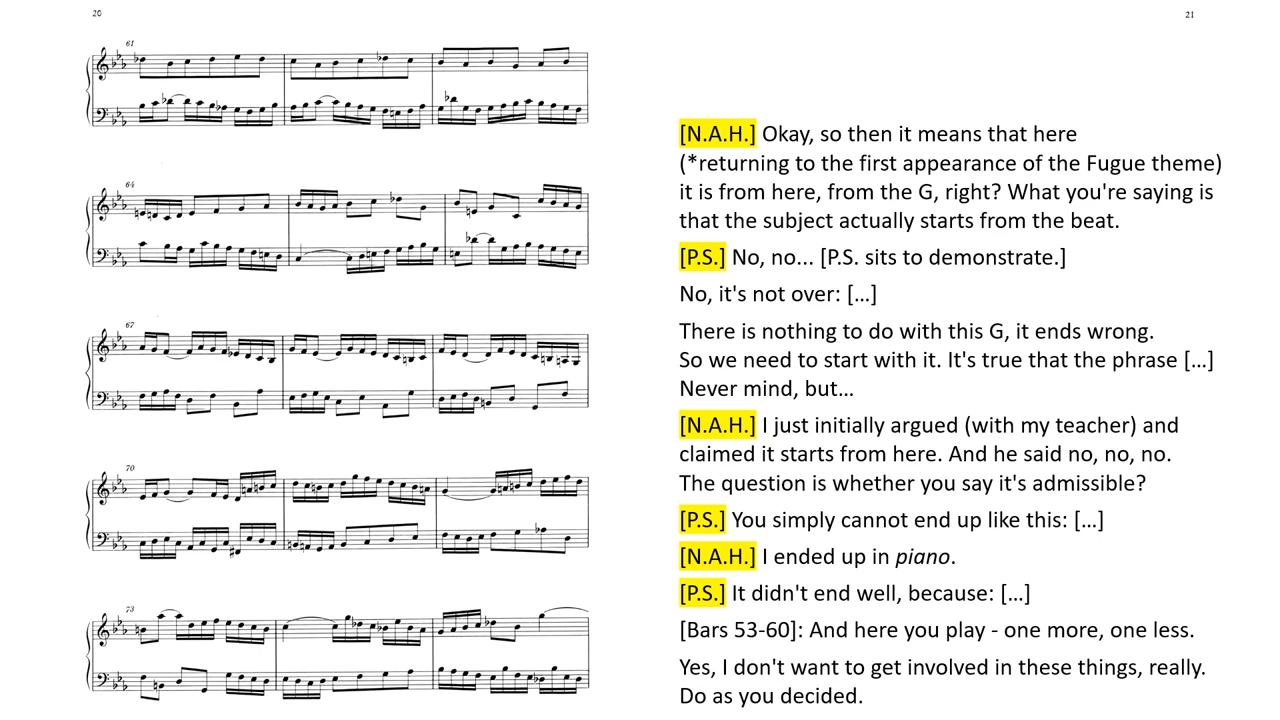 20
21
61
64
67
70
73
[N.A.H.] Okay, so then it means that here
(*returning to the first appearance of the Fugue theme)
it is from here, from the G, right? What you're saying is
that the subject actually starts from the beat.
[P.S.] No, no... [P.S. sits to demonstrate.]
No, it's not over: [...]
There is nothing to do with this G, it ends wrong.
So we need to start with it. It's true that the phrase [...]
Never mind, but...
[N.A.H.] I just initially argued (with my teacher) and
claimed it starts from here. And he said no, no, no.
The question is whether you say it's admissible?
[P.S.] You simply cannot end up like this: [...]
[N.A.H.] I ended up in piano.
[P.S.] It didn't end well, because: [...]
[Bars 53-60]: And here you play - one more, one less.
Yes, I don't want to get involved in these things, really.
Do as you decided.